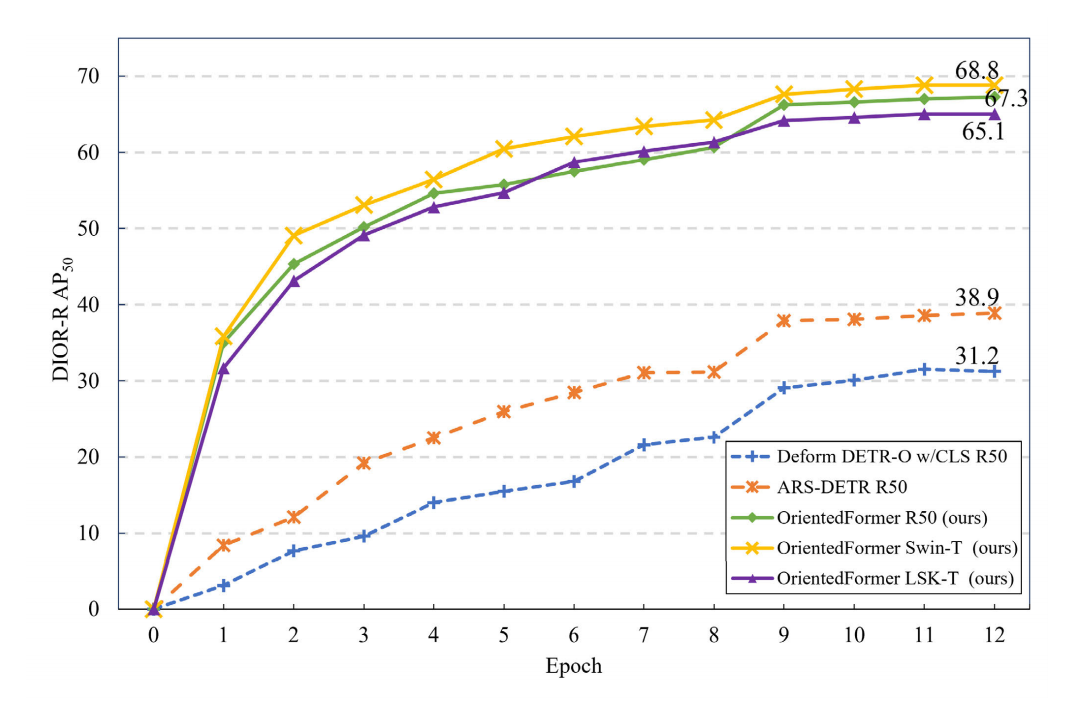 70
60
50
40
30
20
10
0
DIOR-R AP₅₀
68.8
67.3
65.1
38.9
31.2
Deform DETR-O w/CLS R50
ARS-DETR R50
OrientedFormer R50 (ours)
OrientedFormer Swin-T (ours)
OrientedFormer LSK-T (ours)
0 1 2 3 4 5 6 7 8 9 10 11 12
Epoch